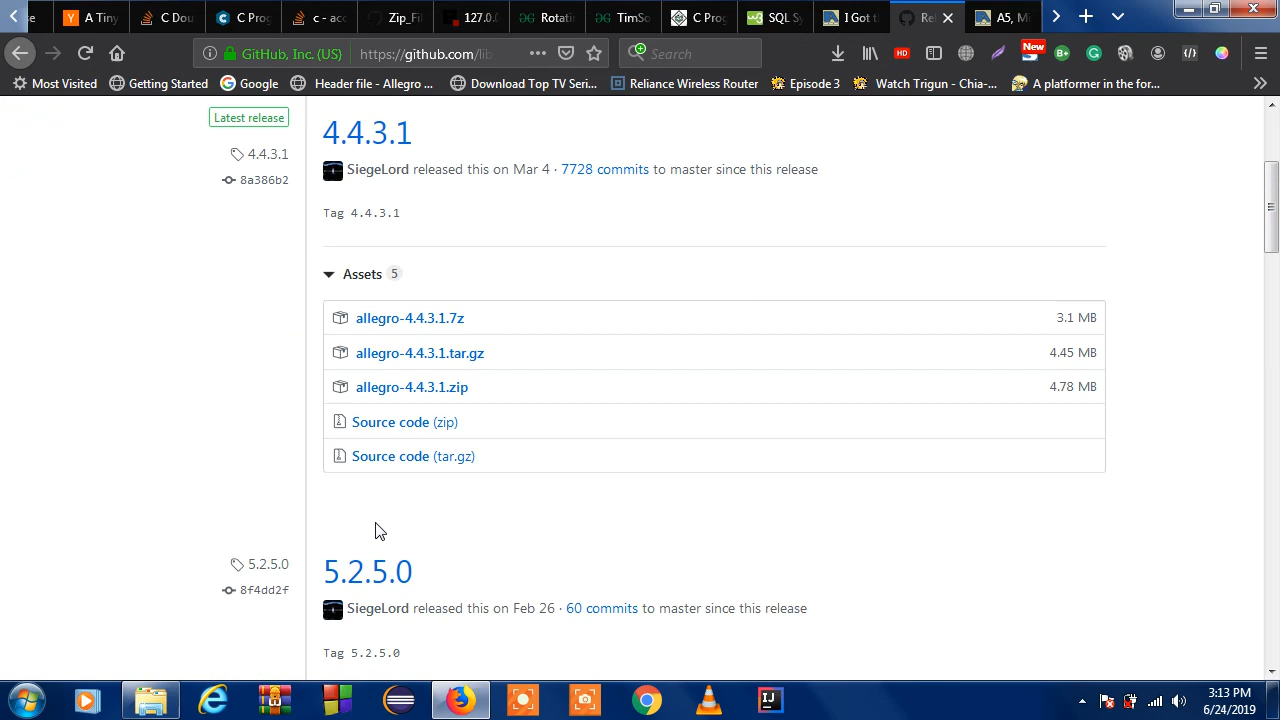 se
A Tiny
C Dou
C Prog
c - acc
Zip_Fi
127.0.
Rotatin
TimSo
C Prog
SQL Sy
I Got t
Rel
A5, Mi
GitHub, Inc. (US)
https://github.com/lib
Search
HD
New
B+
Most Visited
Getting Started
Google
Header file - Allegro ...
Download Top TV Seri...
Reliance Wireless Router
Episode 3
Watch Trigun - Chia-...
A platformer in the for...
Latest release
4.4.3.1
8a386b2
4.4.3.1
SiegeLord released this on Mar 4 · 7728 commits to master since this release
Tag 4.4.3.1
Assets 5
allegro-4.4.3.1.7z 3.1 MB
allegro-4.4.3.1.tar.gz 4.45 MB
allegro-4.4.3.1.zip 4.78 MB
Source code (zip)
Source code (tar.gz)
5.2.5.0
8f4dd2f
5.2.5.0
SiegeLord released this on Feb 26 · 60 commits to master since this release
Tag 5.2.5.0
3:13 PM
6/24/2019